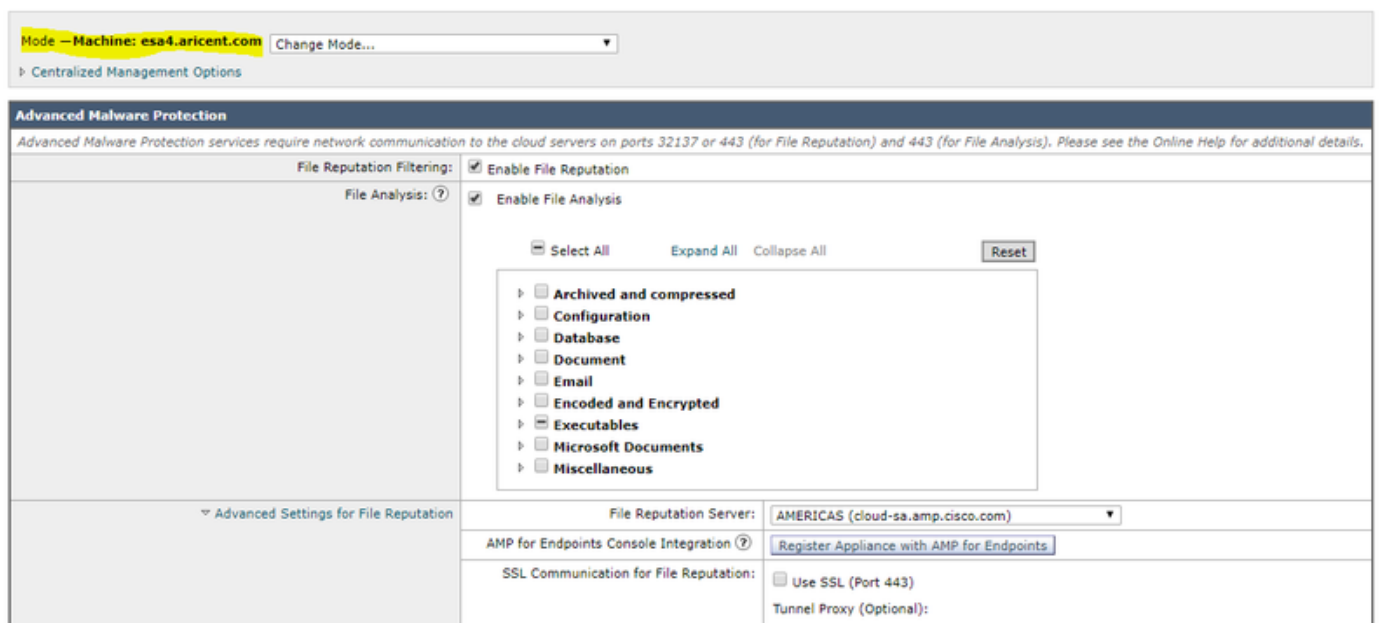 Mode —Machine: esa4.aricent.com Change Mode...
Centralized Management Options
Advanced Malware Protection
Advanced Malware Protection services require network communication to the cloud servers on ports 32137 or 443 (for File Reputation) and 443 (for File Analysis). Please see the Online Help for additional details.
File Reputation Filtering: Enable File Reputation
File Analysis: ? Enable File Analysis
Select All Expand All Collapse All Reset
Archived and compressed
Configuration
Database
Document
Email
Encoded and Encrypted
Executables
Microsoft Documents
Miscellaneous
Advanced Settings for File Reputation File Reputation Server: AMERICAS (cloud-sa.amp.cisco.com)
AMP for Endpoints Console Integration ? Register Appliance with AMP for Endpoints
SSL Communication for File Reputation: Use SSL (Port 443)
Tunnel Proxy (Optional):